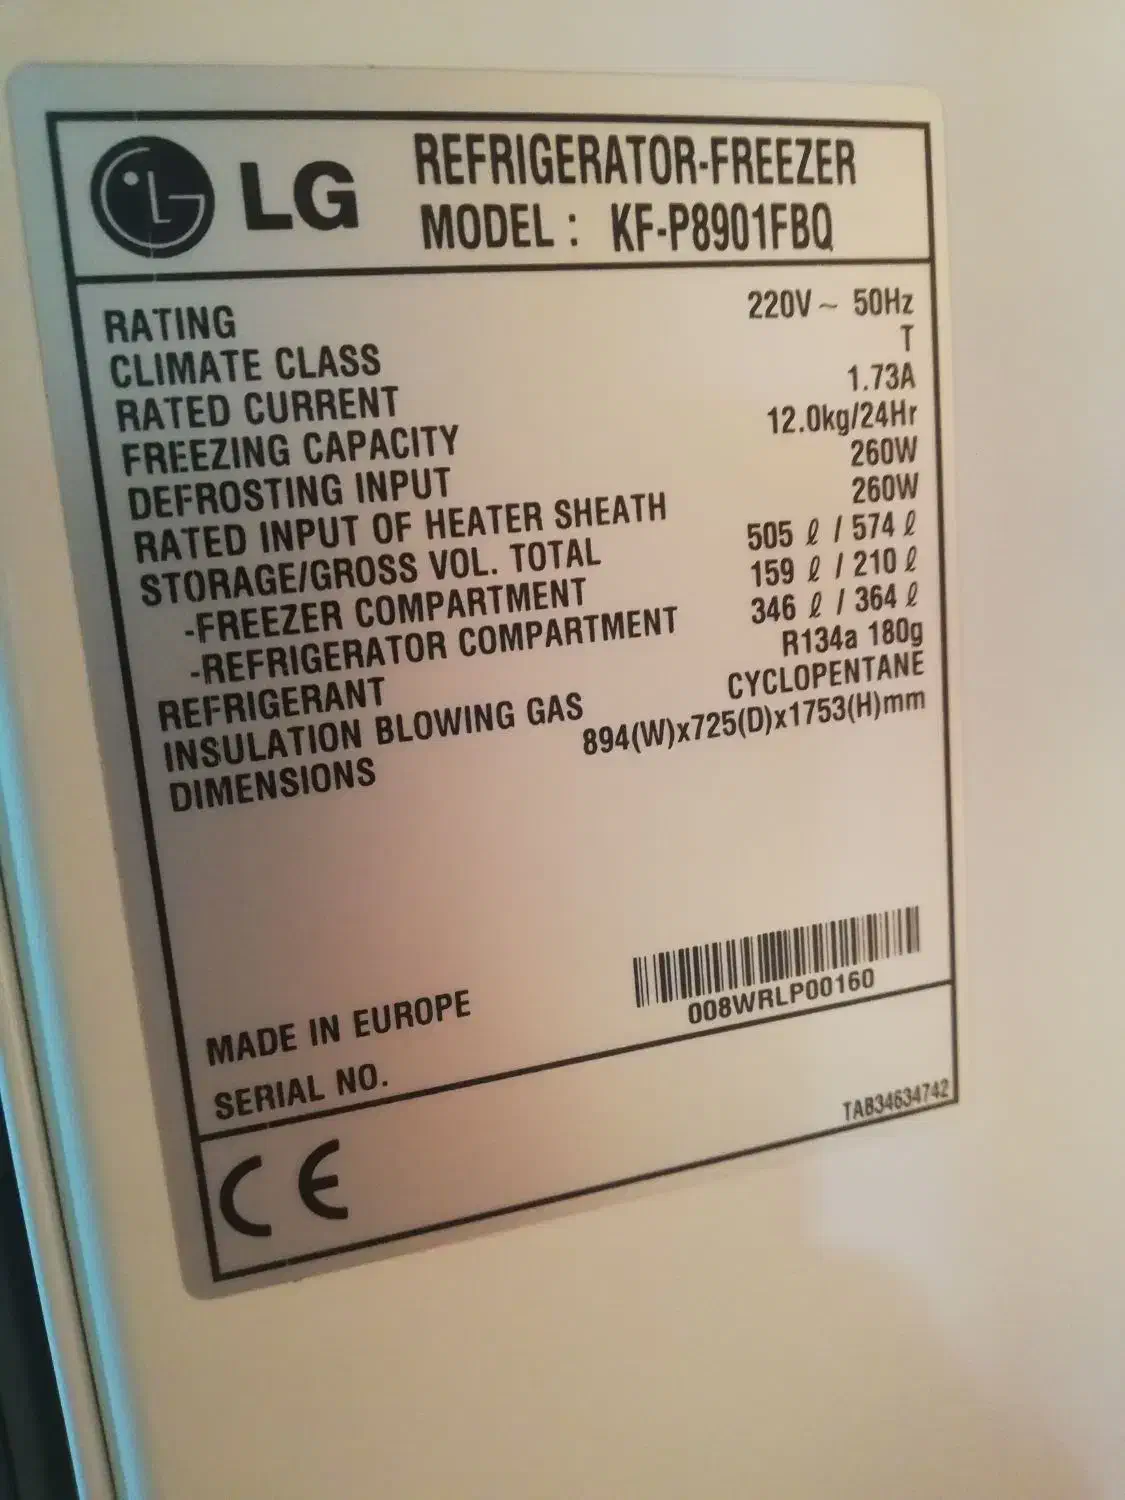 LG REFRIGERATOR-FREEZER
MODEL : KF-P8901FBQ
RATING 220V ~ 50Hz
CLIMATE CLASS T
RATED CURRENT 1.73A
FREEZING CAPACITY 12.0kg/24Hr
DEFROSTING INPUT 260W
RATED INPUT OF HEATER SHEATH 260W
STORAGE/GROSS VOL. TOTAL 505 ℓ / 574 ℓ
-FREEZER COMPARTMENT 159 ℓ / 210 ℓ
-REFRIGERATOR COMPARTMENT 346 ℓ / 364 ℓ
REFRIGERANT R134a 180g
INSULATION BLOWING GAS CYCLOPENTANE
DIMENSIONS 894(W)x725(D)x1753(H)mm
MADE IN EUROPE
SERIAL NO. 008WRLP00160
CE
TAB34634742